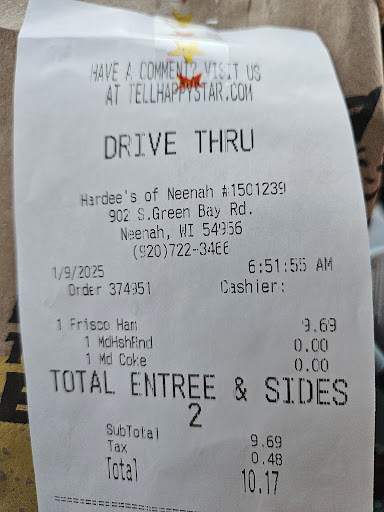 HAVE A COMMENT? VISIT US
AT TELLHAPPYSTAR.COM
DRIVE THRU
Hardee's of Neenah #1501239
902 S.Green Bay Rd.
Neenah, WI 54956
(920)722-3466
1/9/2025 6:51:55 AM
Order 374951 Cashier:
1 Frisco Ham 9.69
1 MdHshRnd 0.00
1 Md Coke 0.00
TOTAL ENTREE & SIDES
2
SubTotal 9.69
Tax 0.48
Total 10.17